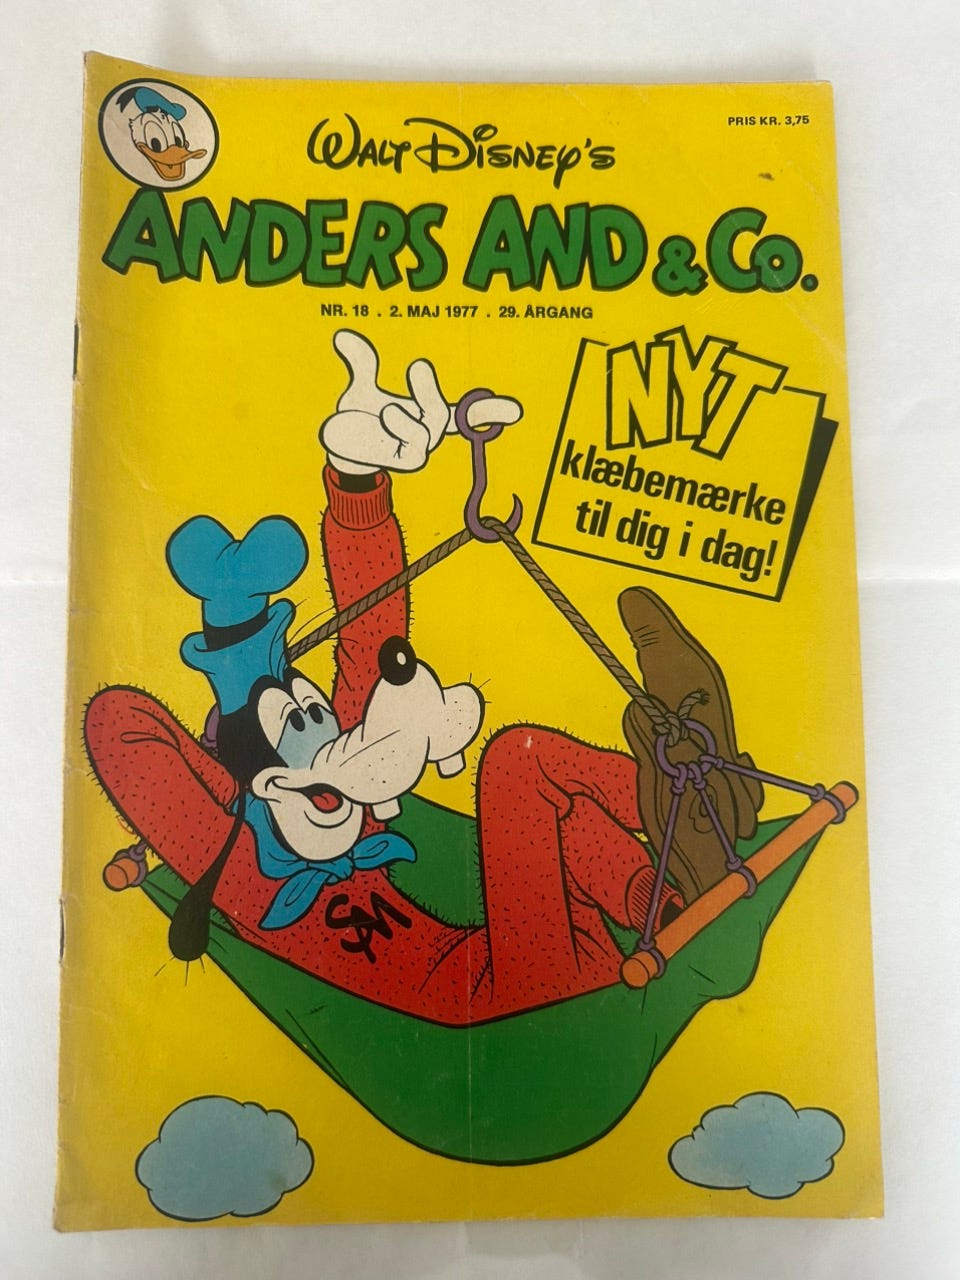 PRIS KR. 3,75
WALT DISNEY'S
ANDERS AND & CO.
NR. 18 . 2. MAJ 1977 . 29. ÅRGANG
NYT
klæbemærke
til dig i dag!